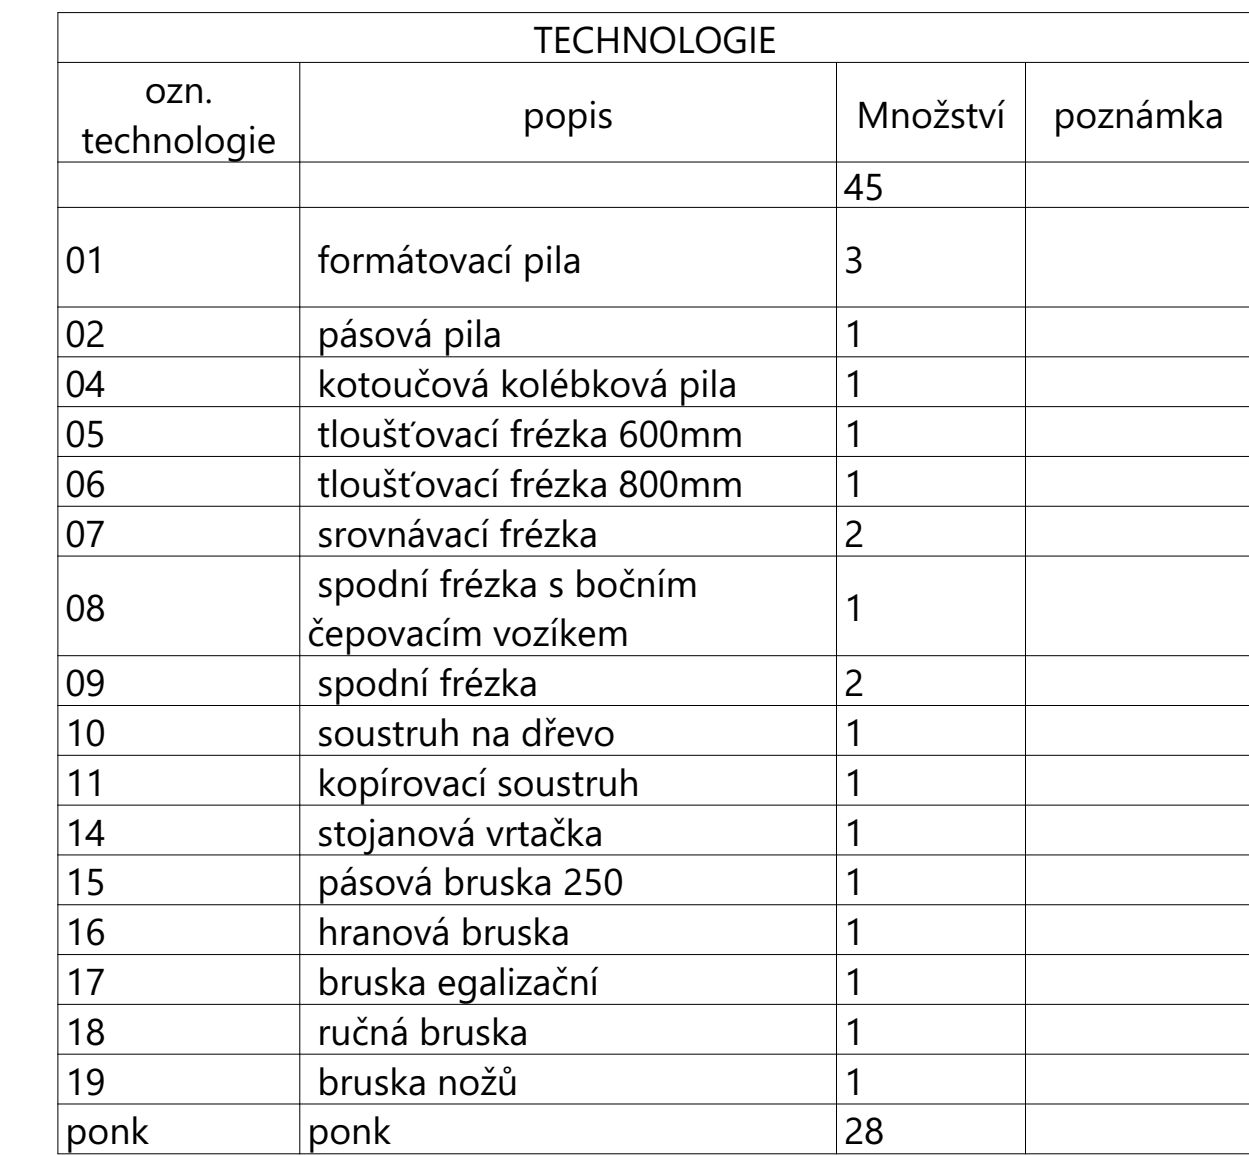 TECHNOLOGIE
ozn. technologie popis Množství poznámka
45
01 formátovací pila 3
02 pásová pila 1
04 kotoučová kolébková pila 1
05 tloušťovací frézka 600mm 1
06 tloušťovací frézka 800mm 1
07 srovnávací frézka 2
08 spodní frézka s bočním
čepovacím vozíkem 1
09 spodní frézka 2
10 soustruh na dřevo 1
11 kopírovací soustruh 1
14 stojanová vrtačka 1
15 pásová bruska 250 1
16 hranová bruska 1
17 bruska egalizační 1
18 ručná bruska 1
19 bruska nožů 1
ponk ponk 28